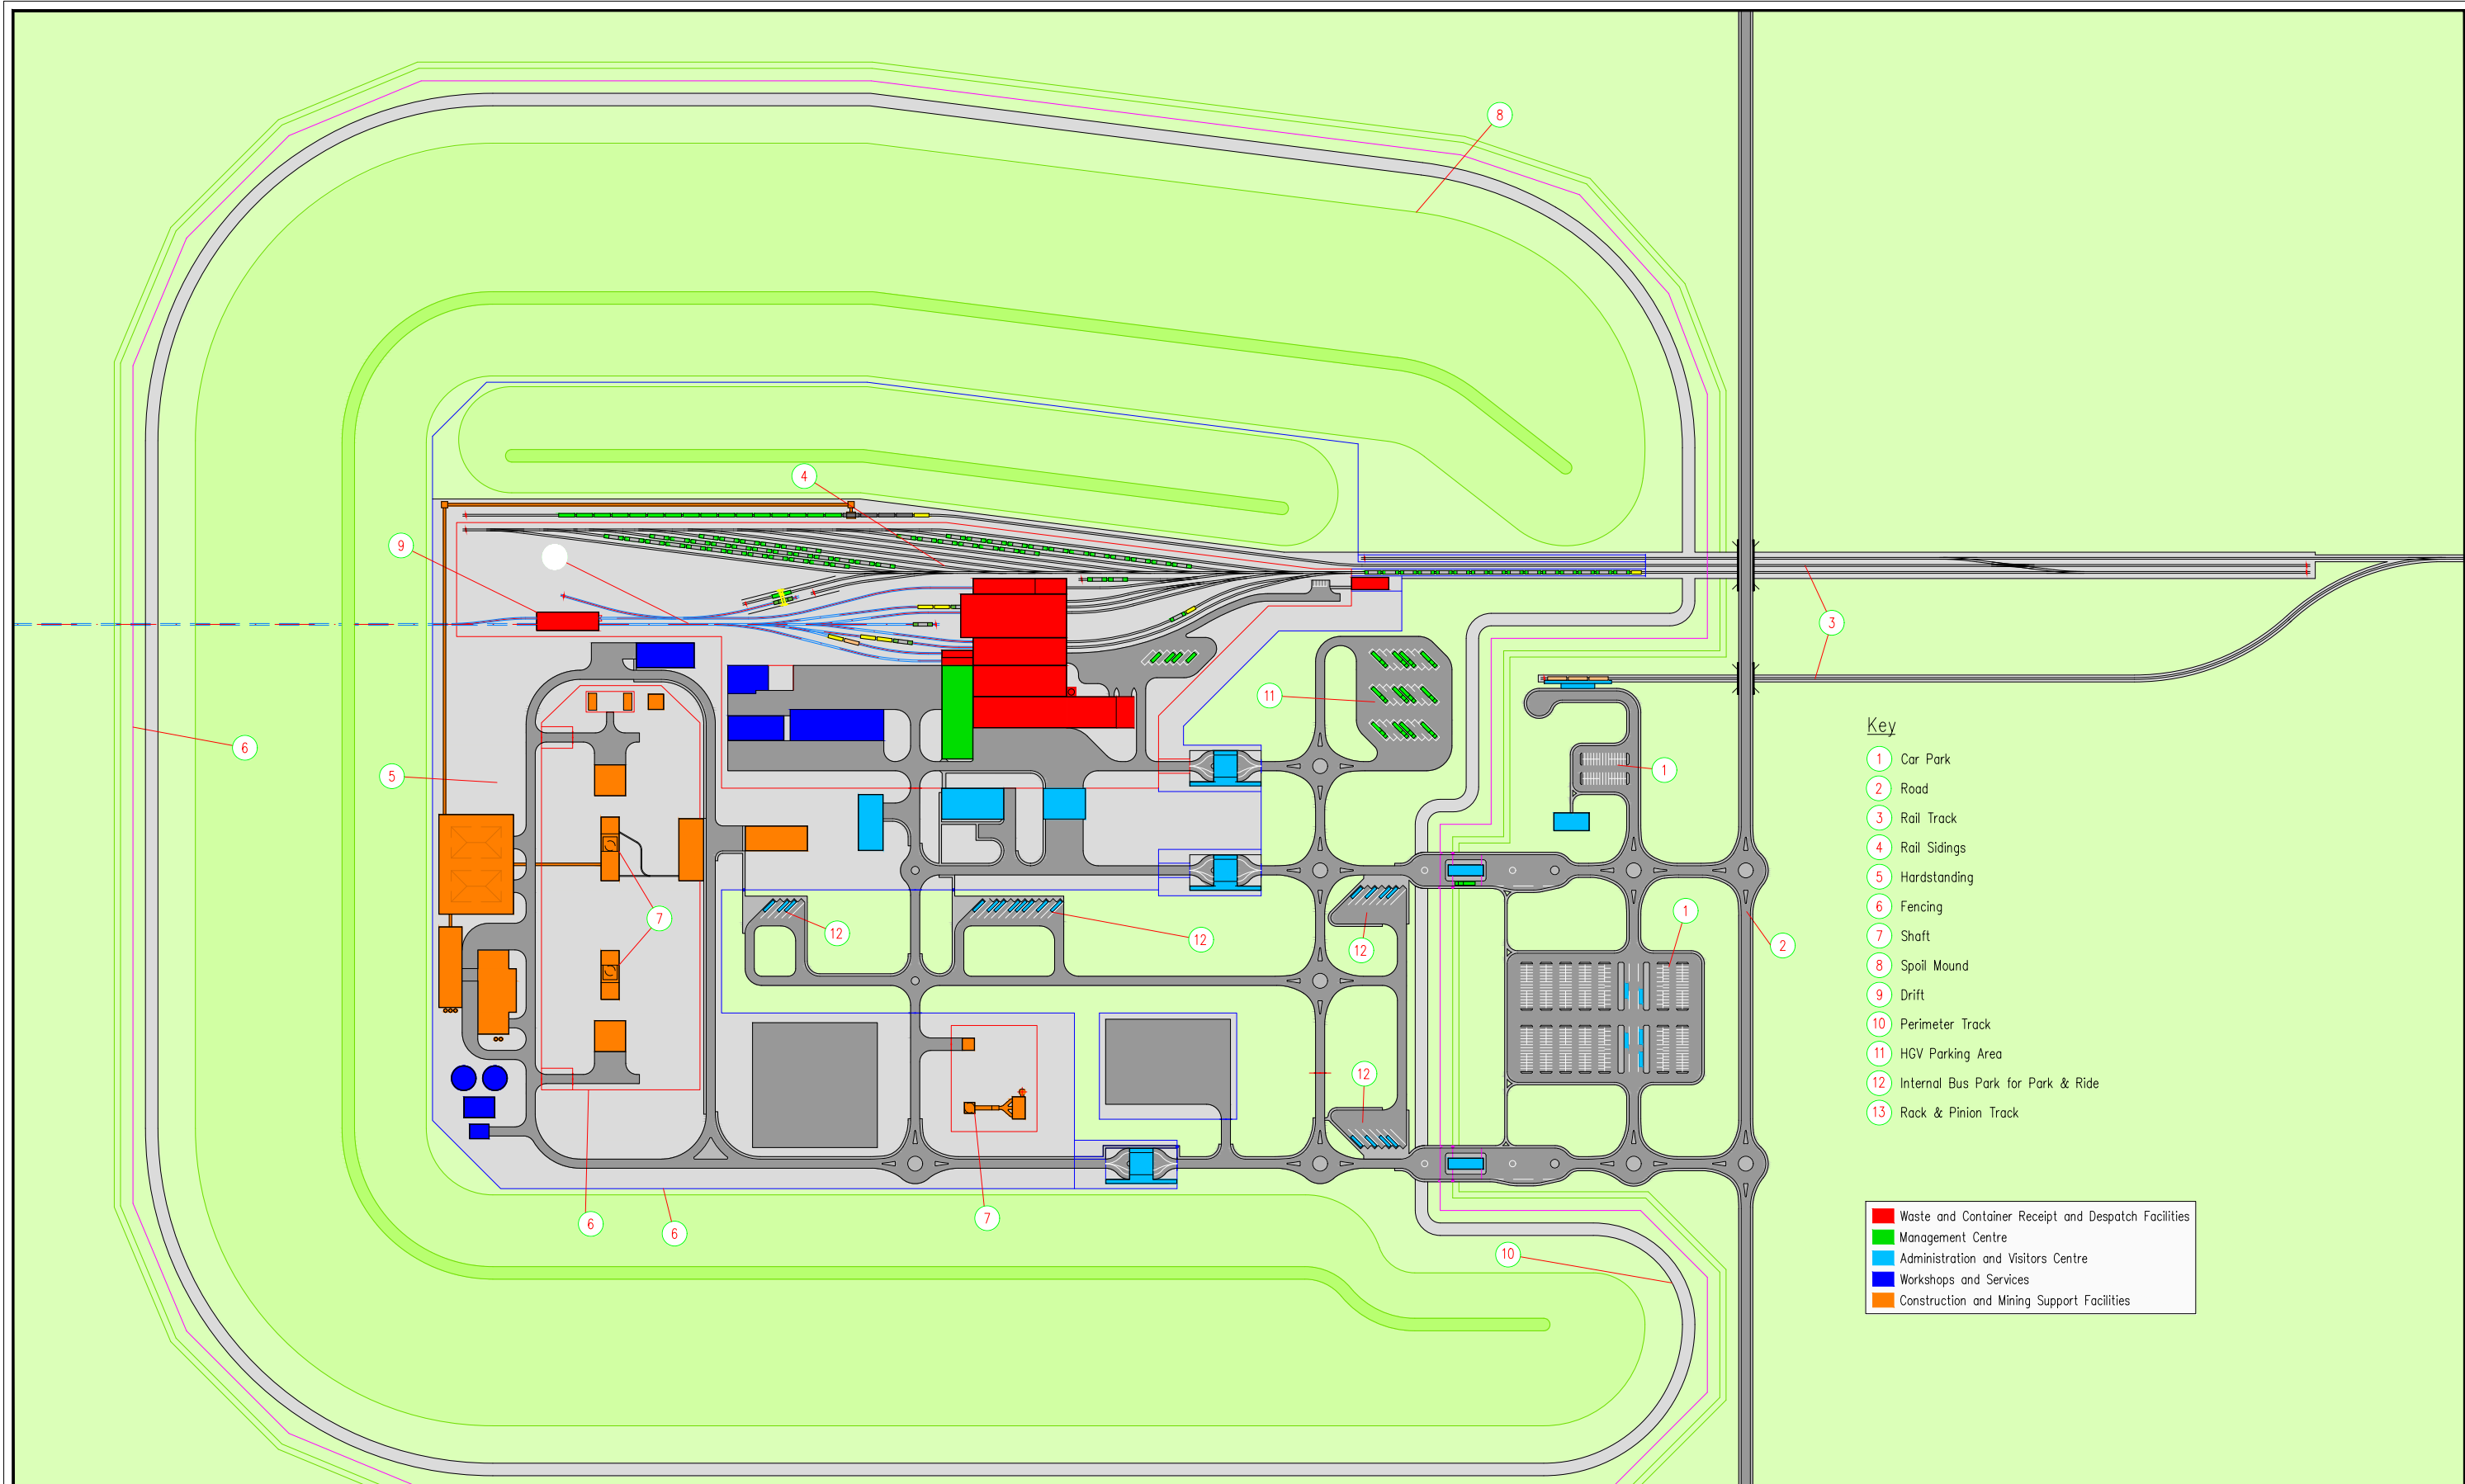 8
4
9
3
6
11
5
1
1
7
12
12
12
2
12
7
6
6
10
Key
1 Car Park
2 Road
3 Rail Track
4 Rail Sidings
5 Hardstanding
6 Fencing
7 Shaft
8 Spoil Mound
9 Drift
10 Perimeter Track
11 HGV Parking Area
12 Internal Bus Park for Park & Ride
13 Rack & Pinion Track
Waste and Container Receipt and Despatch Facilities
Management Centre
Administration and Visitors Centre
Workshops and Services
Construction and Mining Support Facilities